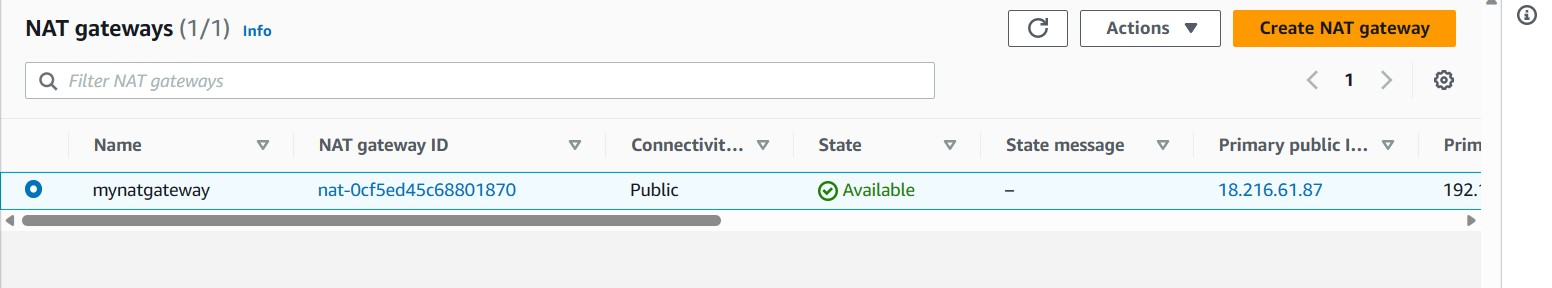 NAT gateways (1/1) Info
Actions Create NAT gateway
Filter NAT gateways
1
Name NAT gateway ID Connectivit... State State message Primary public I... Prim
mynatgateway nat-0cf5ed45c68801870 Public Available – 18.216.61.87 192.1